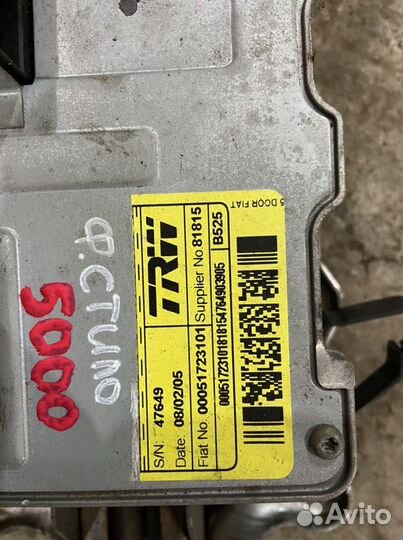 Ф.СТИЛО
5000
TRW
S/N: 47649
Date. 08/02/05
Fiat No. 00051723101 Supplier No. 81815
00051723101818154764903905 B525
5 DOOR FIAT
Avito